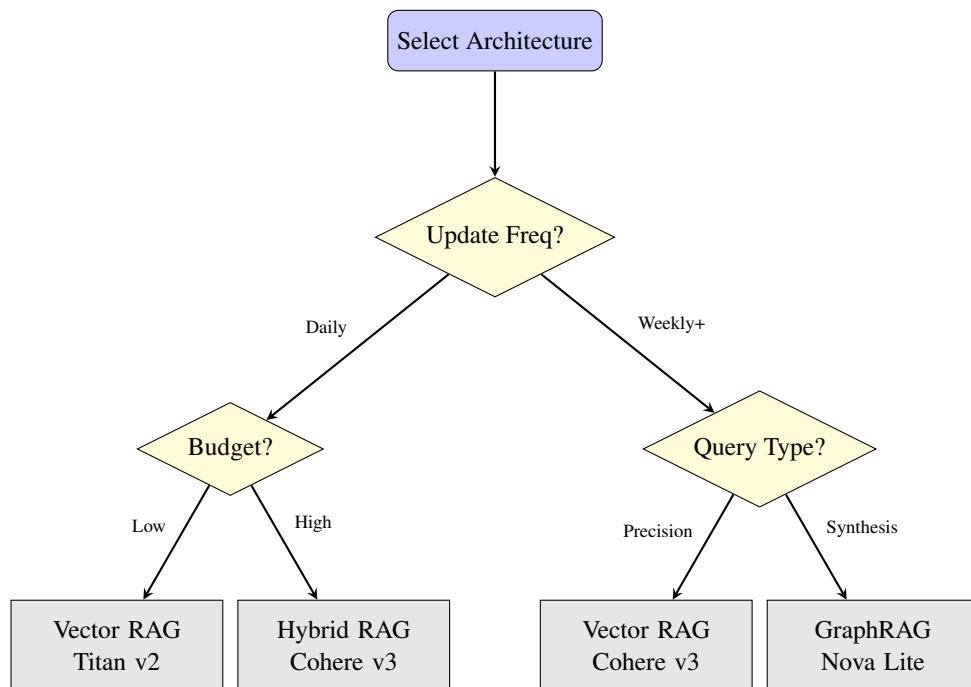 Select Architecture
Update Freq?
Daily
Weekly+
Budget?
Query Type?
Low
High
Precision
Synthesis
Vector RAG
Titan v2
Hybrid RAG
Cohere v3
Vector RAG
Cohere v3
GraphRAG
Nova Lite